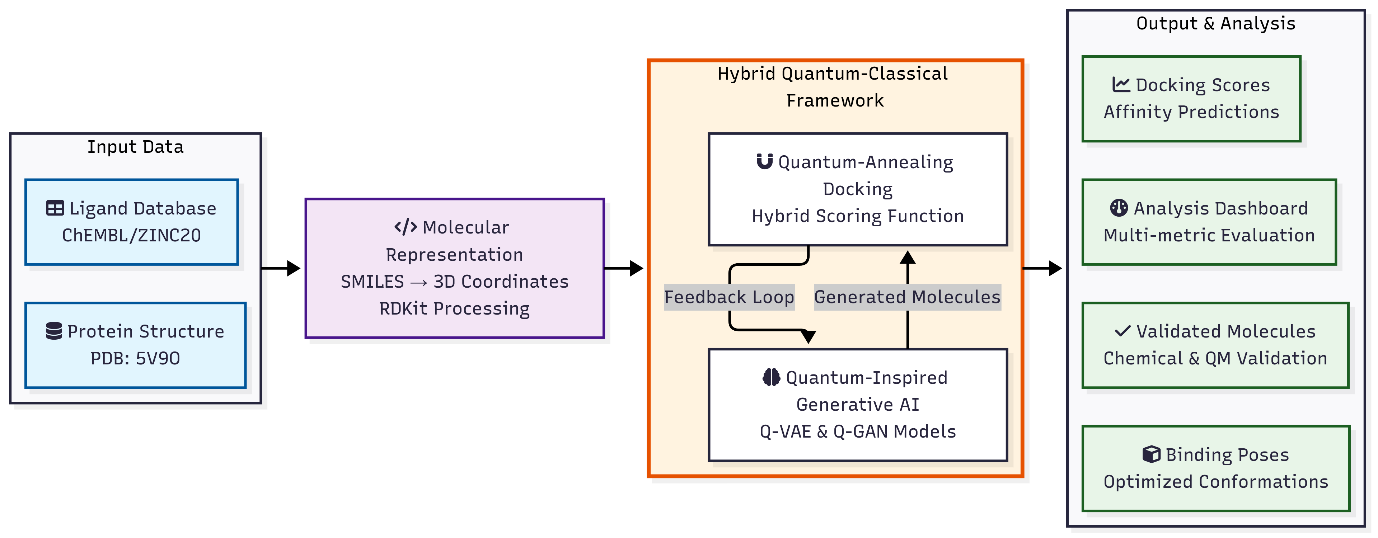 Input Data
Ligand Database
ChEMBL/ZINC20
Protein Structure
PDB: 5V9O
</> Molecular
Representation
SMILES → 3D Coordinates
RDKit Processing
Hybrid Quantum-Classical
Framework
Quantum-Annealing
Docking
Hybrid Scoring Function
Feedback Loop
Generated Molecules
Quantum-Inspired
Generative AI
Q-VAE & Q-GAN Models
Output & Analysis
Docking Scores
Affinity Predictions
Analysis Dashboard
Multi-metric Evaluation
Validated Molecules
Chemical & QM Validation
Binding Poses
Optimized Conformations